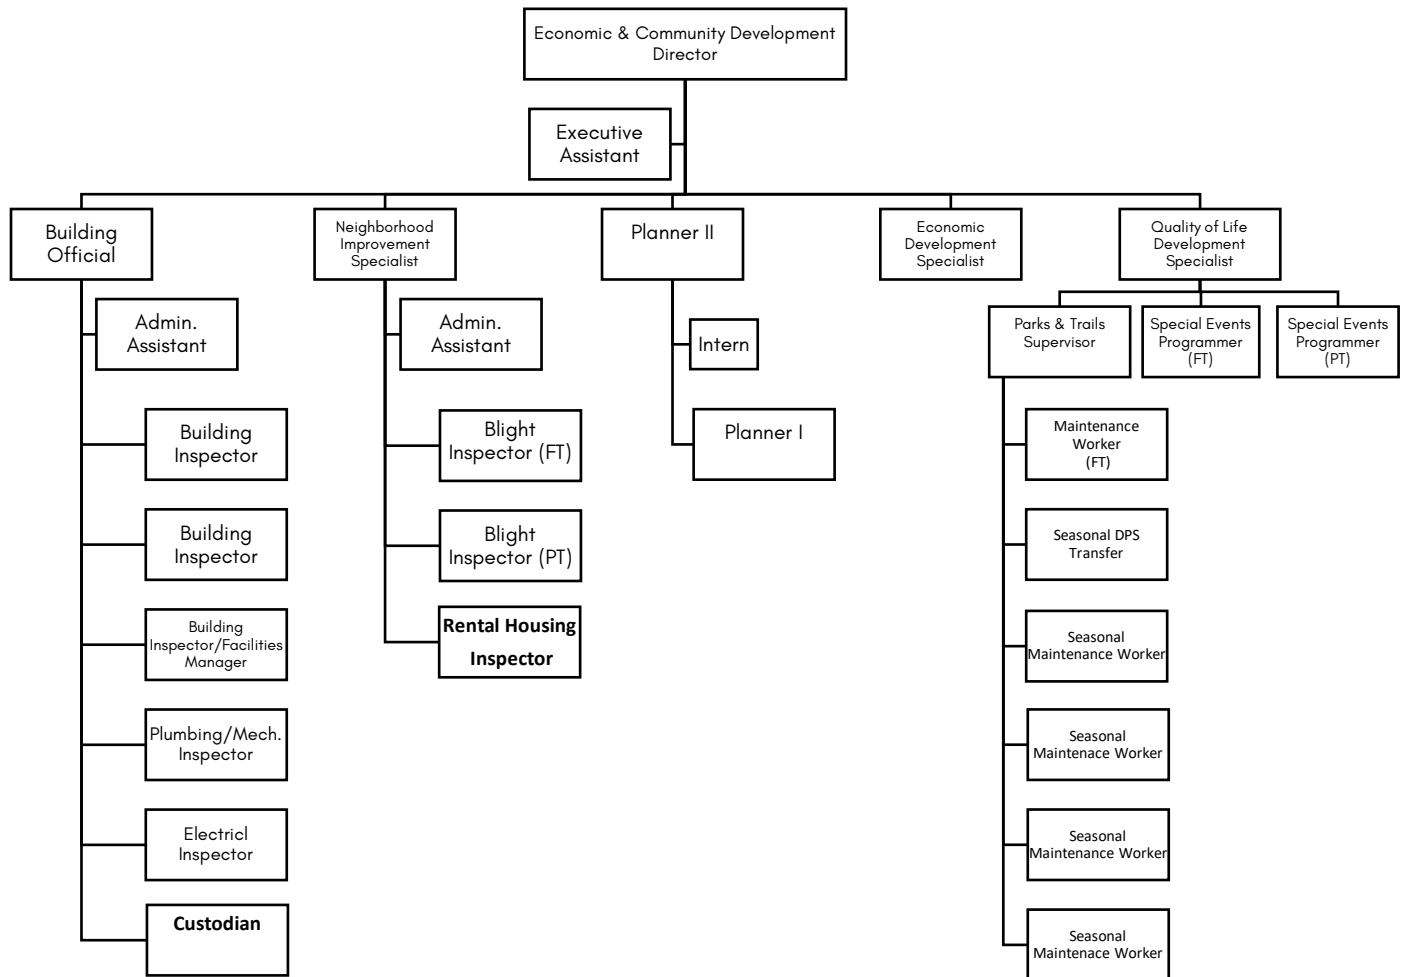 Economic & Community Development
Director
Executive
Assistant
Building
Official
Neighborhood
Improvement
Specialist
Planner II
Economic
Development
Specialist
Quality of Life
Development
Specialist
Admin.
Assistant
Admin.
Assistant
Intern
Parks & Trails
Supervisor
Special Events
Programmer
(FT)
Special Events
Programmer
(PT)
Building
Inspector
Blight
Inspector (FT)
Planner I
Maintenance
Worker
(FT)
Building
Inspector
Blight
Inspector (PT)
Seasonal DPS
Transfer
Building
Inspector/Facilities
Manager
Rental Housing
Inspector
Seasonal
Maintenance Worker
Plumbing/Mech.
Inspector
Seasonal
Maintenace Worker
Electricl
Inspector
Seasonal
Maintenance Worker
Custodian
Seasonal
Maintenace Worker